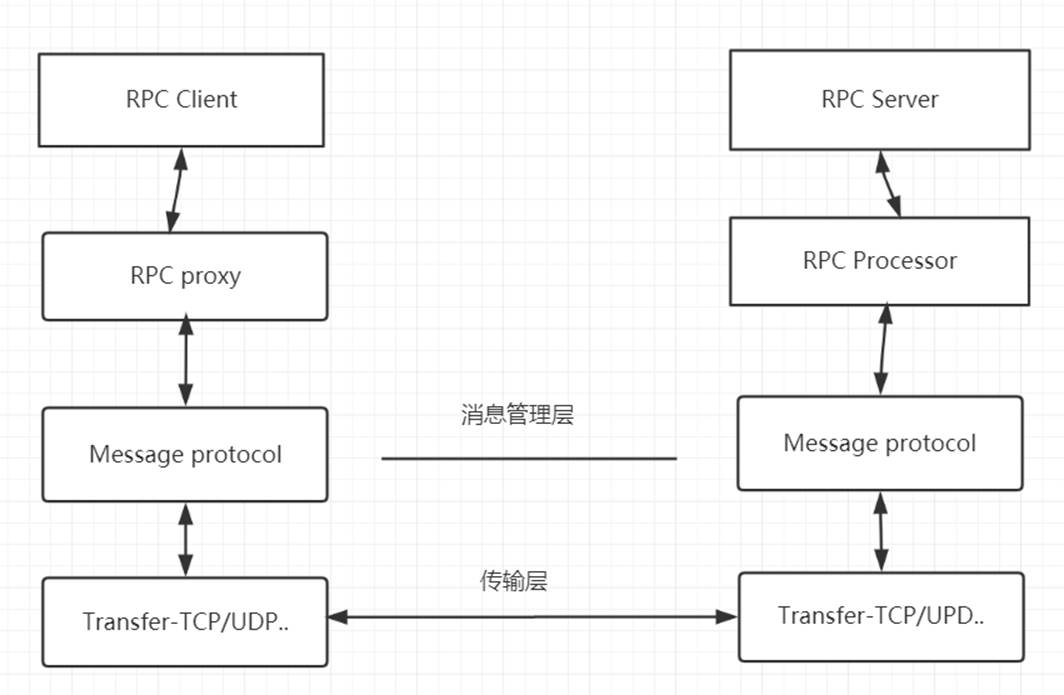 RPC Client
RPC Server
RPC proxy
RPC Processor
消息管理层
Message protocol
Message protocol
传输层
Transfer-TCP/UDP..
Transfer-TCP/UPD..